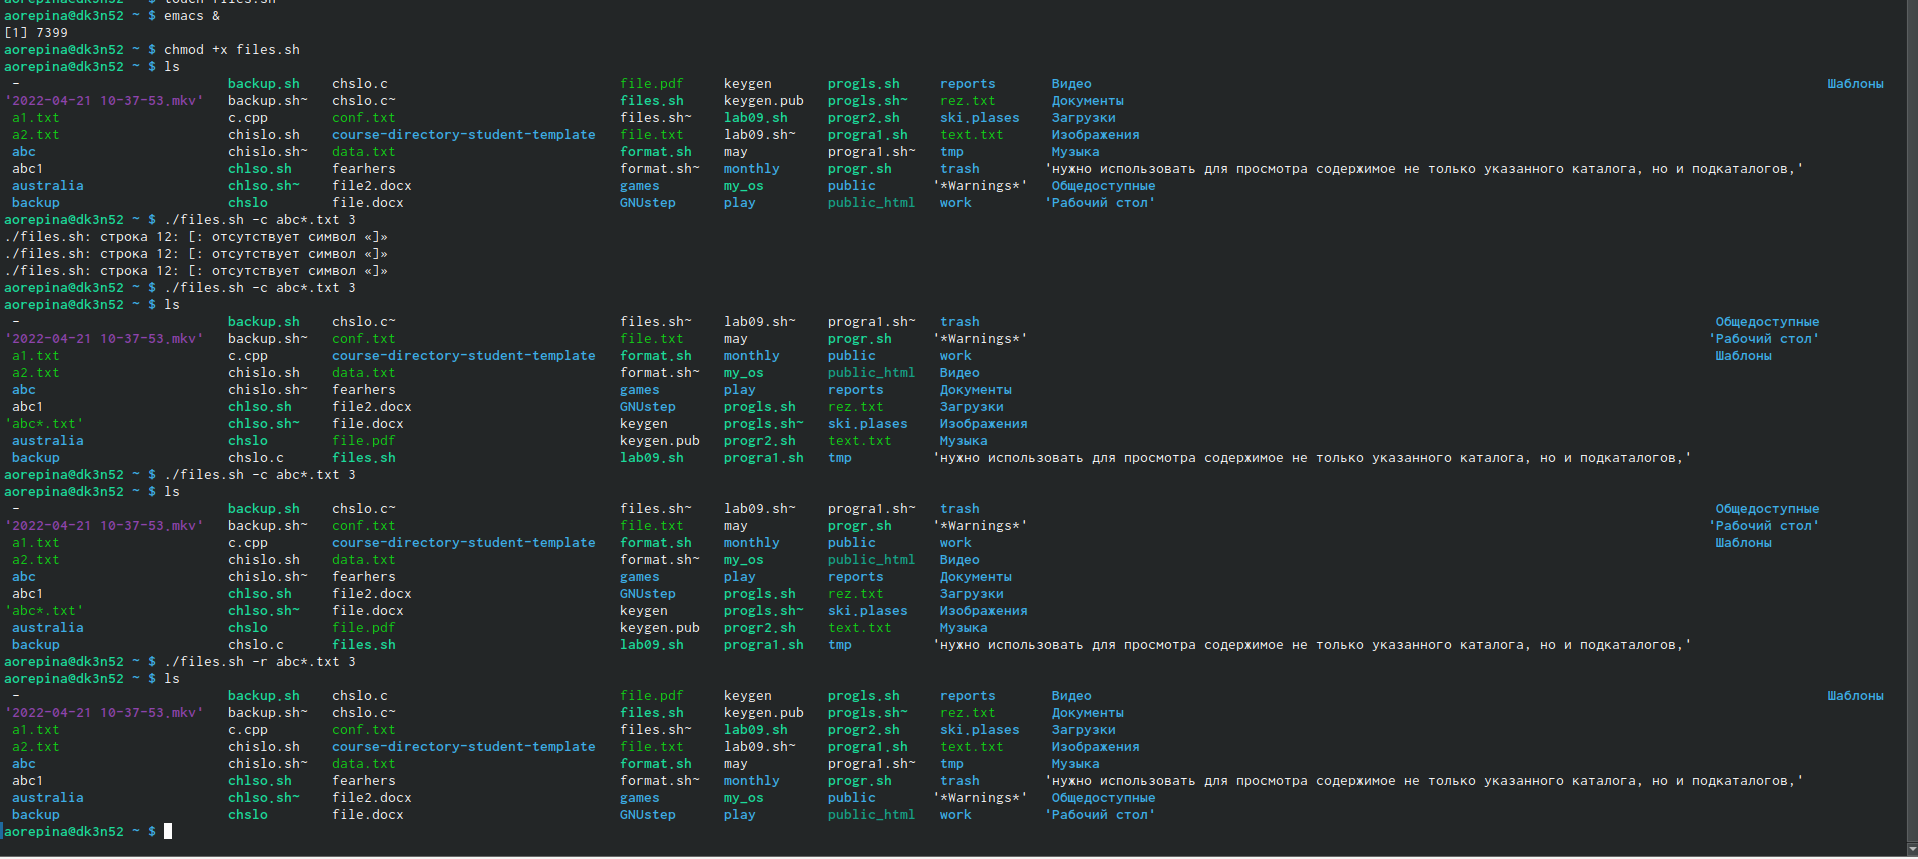 touch files.sh
aorepina@dk3n52 ~ $ emacs &
[1] 7399
aorepina@dk3n52 ~ $ chmod +x files.sh
aorepina@dk3n52 ~ $ ls
- backup.sh chslo.c file.pdf keygen progls.sh reports Видео Шаблоны
'2022-04-21 10-37-53.mkv' backup.sh~ chslo.c~ files.sh keygen.pub progls.sh~ rez.txt Документы
a1.txt c.cpp conf.txt files.sh~ lab09.sh progr2.sh ski.plases Загрузки
a2.txt chislo.sh course-directory-student-template file.txt lab09.sh~ progra1.sh text.txt Изображения
abc chislo.sh~ data.txt format.sh may progra1.sh~ tmp Музыка
abc1 chlso.sh fearhers format.sh~ monthly progr.sh trash 'нужно использовать для просмотра содержимое не только указанного каталога, но и подкаталогов,'
australia chlso.sh~ file2.docx games my_os public '*Warnings*' Общедоступные
backup chslo file.docx GNUstep play public_html work 'Рабочий стол'
aorepina@dk3n52 ~ $ ./files.sh -c abc*.txt 3
./files.sh: строка 12: [: отсутствует символ «]»
./files.sh: строка 12: [: отсутствует символ «]»
./files.sh: строка 12: [: отсутствует символ «]»
aorepina@dk3n52 ~ $ ./files.sh -c abc*.txt 3
aorepina@dk3n52 ~ $ ls
- backup.sh chslo.c~ files.sh~ lab09.sh~ progra1.sh~ trash Общедоступные
'2022-04-21 10-37-53.mkv' backup.sh~ conf.txt file.txt may progr.sh '*Warnings*' 'Рабочий стол'
a1.txt c.cpp course-directory-student-template format.sh monthly public work Шаблоны
a2.txt chislo.sh data.txt format.sh~ my_os public_html Видео
abc chislo.sh~ fearhers games play reports Документы
abc1 chlso.sh file2.docx GNUstep progls.sh rez.txt Загрузки
'abc*.txt' chlso.sh~ file.docx keygen progls.sh~ ski.plases Изображения
australia chslo file.pdf keygen.pub progr2.sh text.txt Музыка
backup chslo.c files.sh lab09.sh progra1.sh tmp 'нужно использовать для просмотра содержимое не только указанного каталога, но и подкаталогов,'
aorepina@dk3n52 ~ $ ./files.sh -c abc*.txt 3
aorepina@dk3n52 ~ $ ls
- backup.sh chslo.c~ files.sh~ lab09.sh~ progra1.sh~ trash Общедоступные
'2022-04-21 10-37-53.mkv' backup.sh~ conf.txt file.txt may progr.sh '*Warnings*' 'Рабочий стол'
a1.txt c.cpp course-directory-student-template format.sh monthly public work Шаблоны
a2.txt chislo.sh data.txt format.sh~ my_os public_html Видео
abc chislo.sh~ fearhers games play reports Документы
abc1 chlso.sh file2.docx GNUstep progls.sh rez.txt Загрузки
'abc*.txt' chlso.sh~ file.docx keygen progls.sh~ ski.plases Изображения
australia chslo file.pdf keygen.pub progr2.sh text.txt Музыка
backup chslo.c files.sh lab09.sh progra1.sh tmp 'нужно использовать для просмотра содержимое не только указанного каталога, но и подкаталогов,'
aorepina@dk3n52 ~ $ ./files.sh -r abc*.txt 3
aorepina@dk3n52 ~ $ ls
- backup.sh chslo.c file.pdf keygen progls.sh reports Видео Шаблоны
'2022-04-21 10-37-53.mkv' backup.sh~ chslo.c~ files.sh keygen.pub progls.sh~ rez.txt Документы
a1.txt c.cpp conf.txt files.sh~ lab09.sh progr2.sh ski.plases Загрузки
a2.txt chislo.sh course-directory-student-template file.txt lab09.sh~ progra1.sh text.txt Изображения
abc chislo.sh~ data.txt format.sh may progra1.sh~ tmp Музыка
abc1 chlso.sh fearhers format.sh~ monthly progr.sh trash 'нужно использовать для просмотра содержимое не только указанного каталога, но и подкаталогов,'
australia chlso.sh~ file2.docx games my_os public '*Warnings*' Общедоступные
backup chslo file.docx GNUstep play public_html work 'Рабочий стол'
aorepina@dk3n52 ~ $